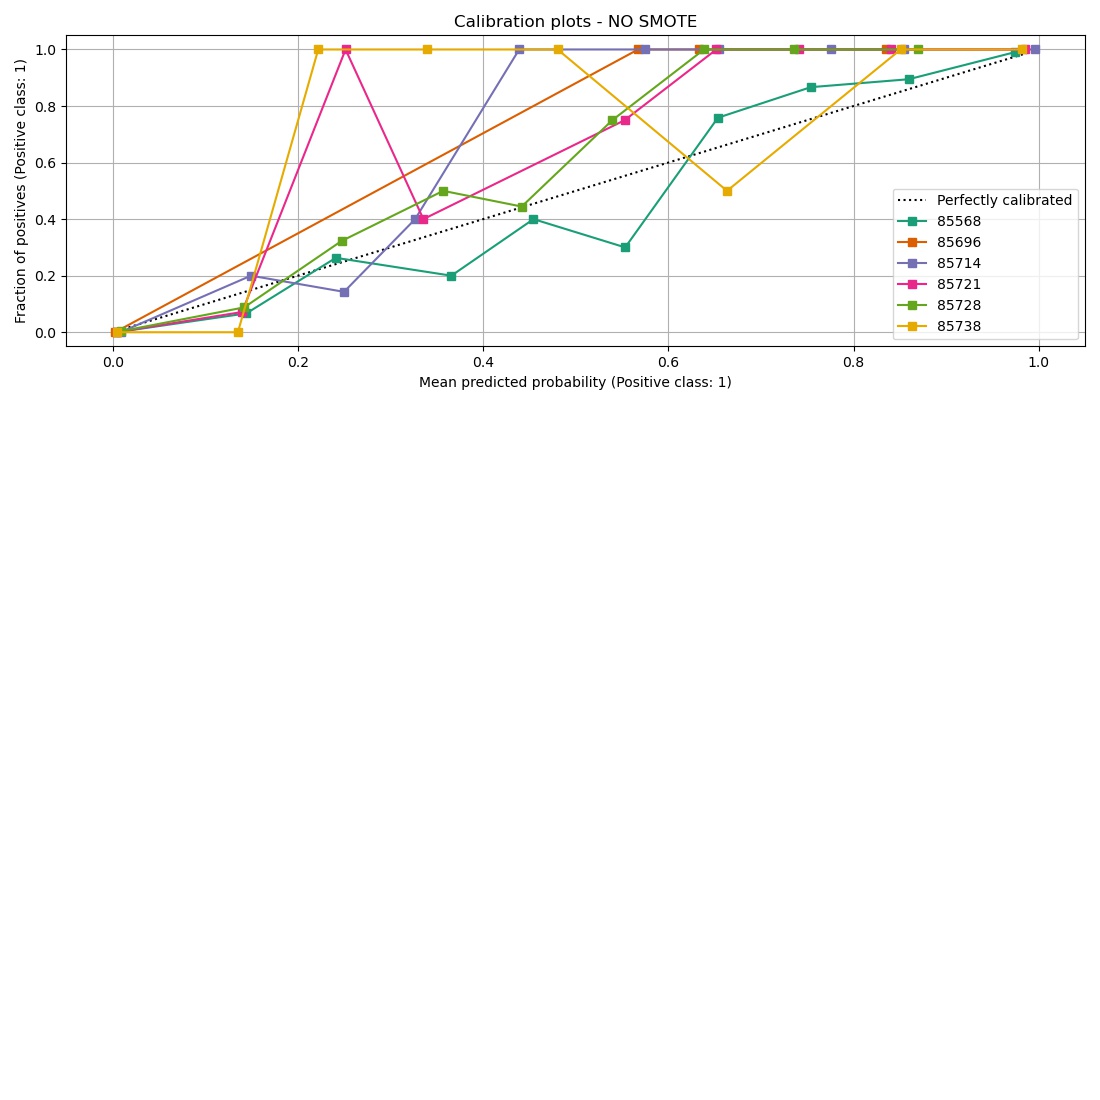 Calibration plots - NO SMOTE
Fraction of positives (Positive class: 1)
1.0
0.8
0.6
0.4
0.2
0.0
0.0 0.2 0.4 0.6 0.8 1.0
Mean predicted probability (Positive class: 1)
Perfectly calibrated
85568
85696
85714
85721
85728
85738